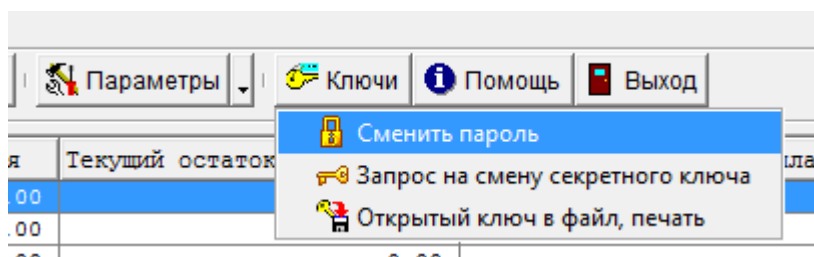 Параметры Ключи Помощь Выход
Сменить пароль
я Текущий остаток
Запрос на смену секретного ключа
.00
Открытый ключ в файл, печать
.00